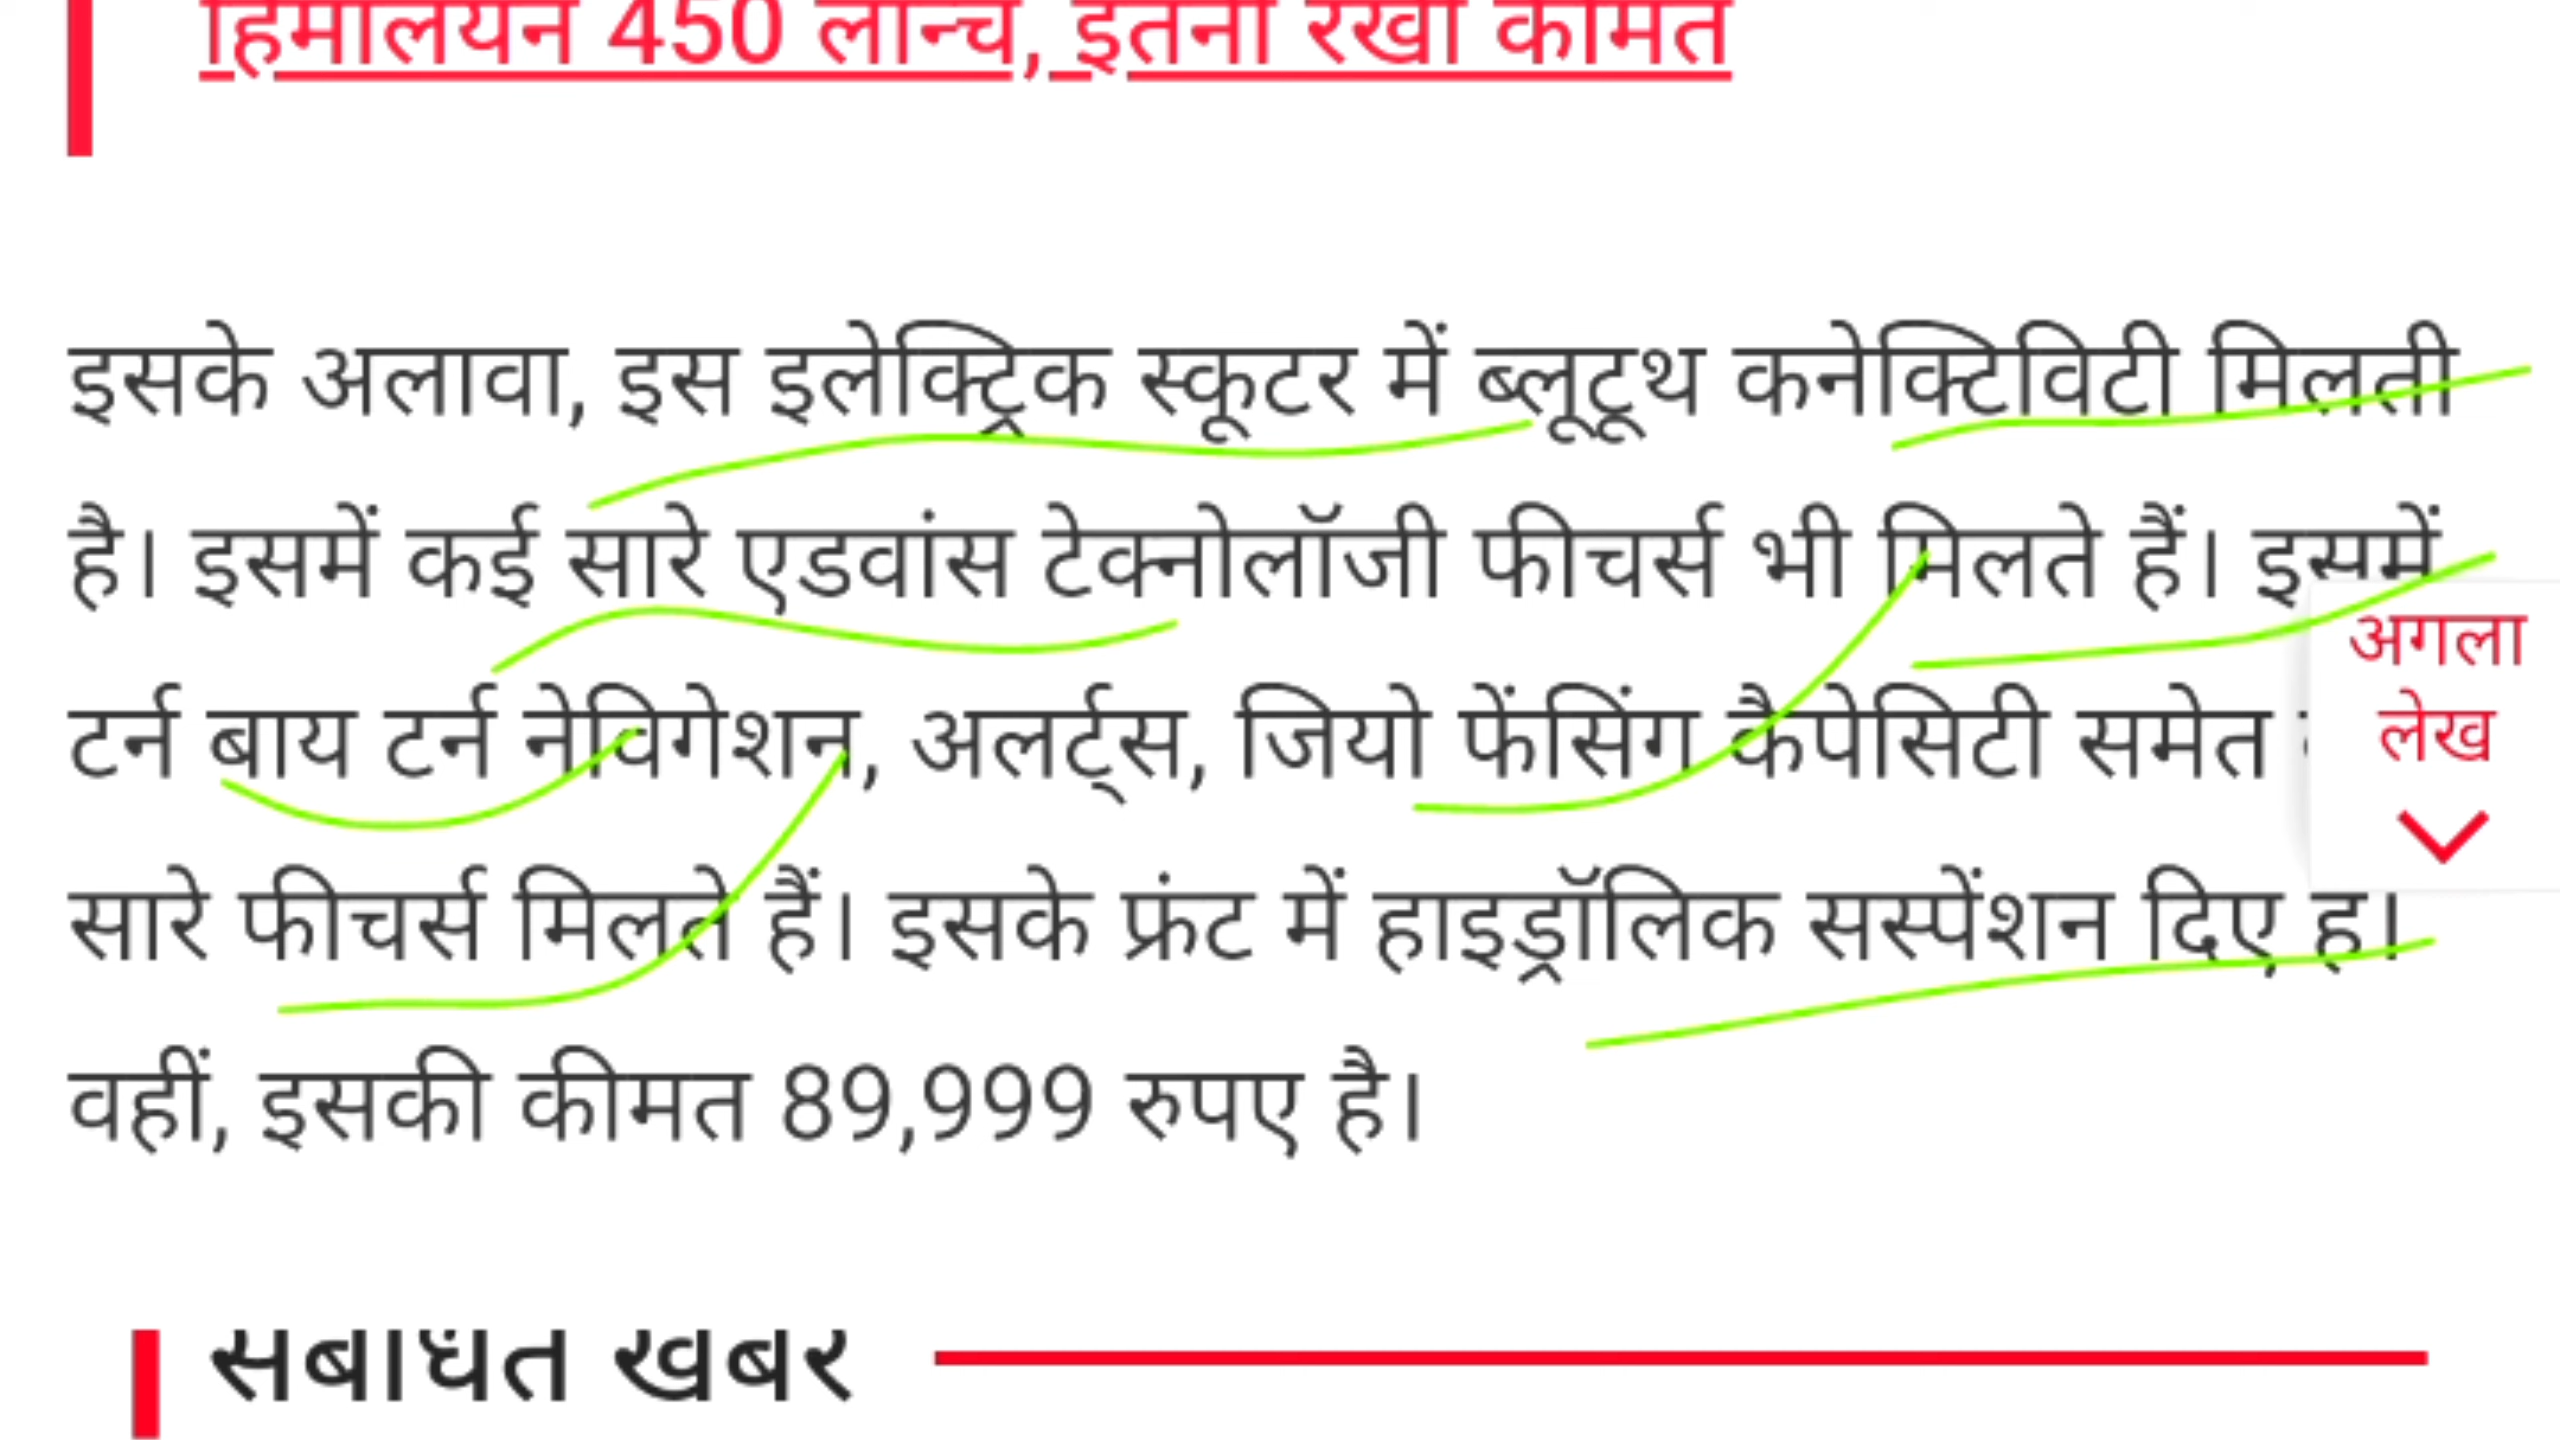 हिमालयन 450 लॉन्च, इतनी रखी कीमत
इसके अलावा, इस इलेक्ट्रिक स्कूटर में ब्लूटूथ कनेक्टिविटी मिलती
है। इसमें कई सारे एडवांस टेक्नोलॉजी फीचर्स भी मिलते हैं। इसमें
टर्न बाय टर्न नेविगेशन, अलर्ट्स, जियो फेंसिंग कैपेसिटी समेत
सारे फीचर्स मिलते हैं। इसके फ्रंट में हाइड्रॉलिक सस्पेंशन दिए हैं।
वहीं, इसकी कीमत 89,999 रुपए है।
अगला
लेख
संबंधित खबरें